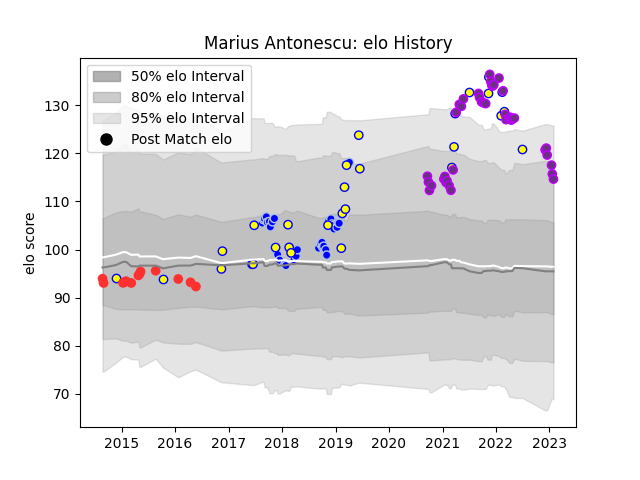 Marius Antonescu: elo History
50% elo Interval
80% elo Interval
95% elo Interval
Post Match elo
elo score
130
120
110
100
90
80
70
2015 2016 2017 2018 2019 2020 2021 2022 2023